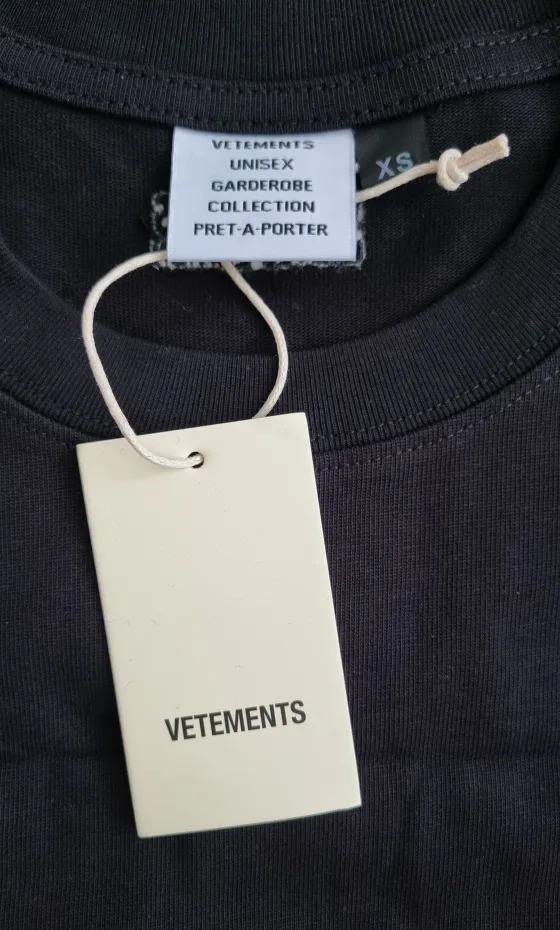 VETEMENTS
UNISEX
GARDEROBE
COLLECTION
PRET-A-PORTER
XS
VETEMENTS